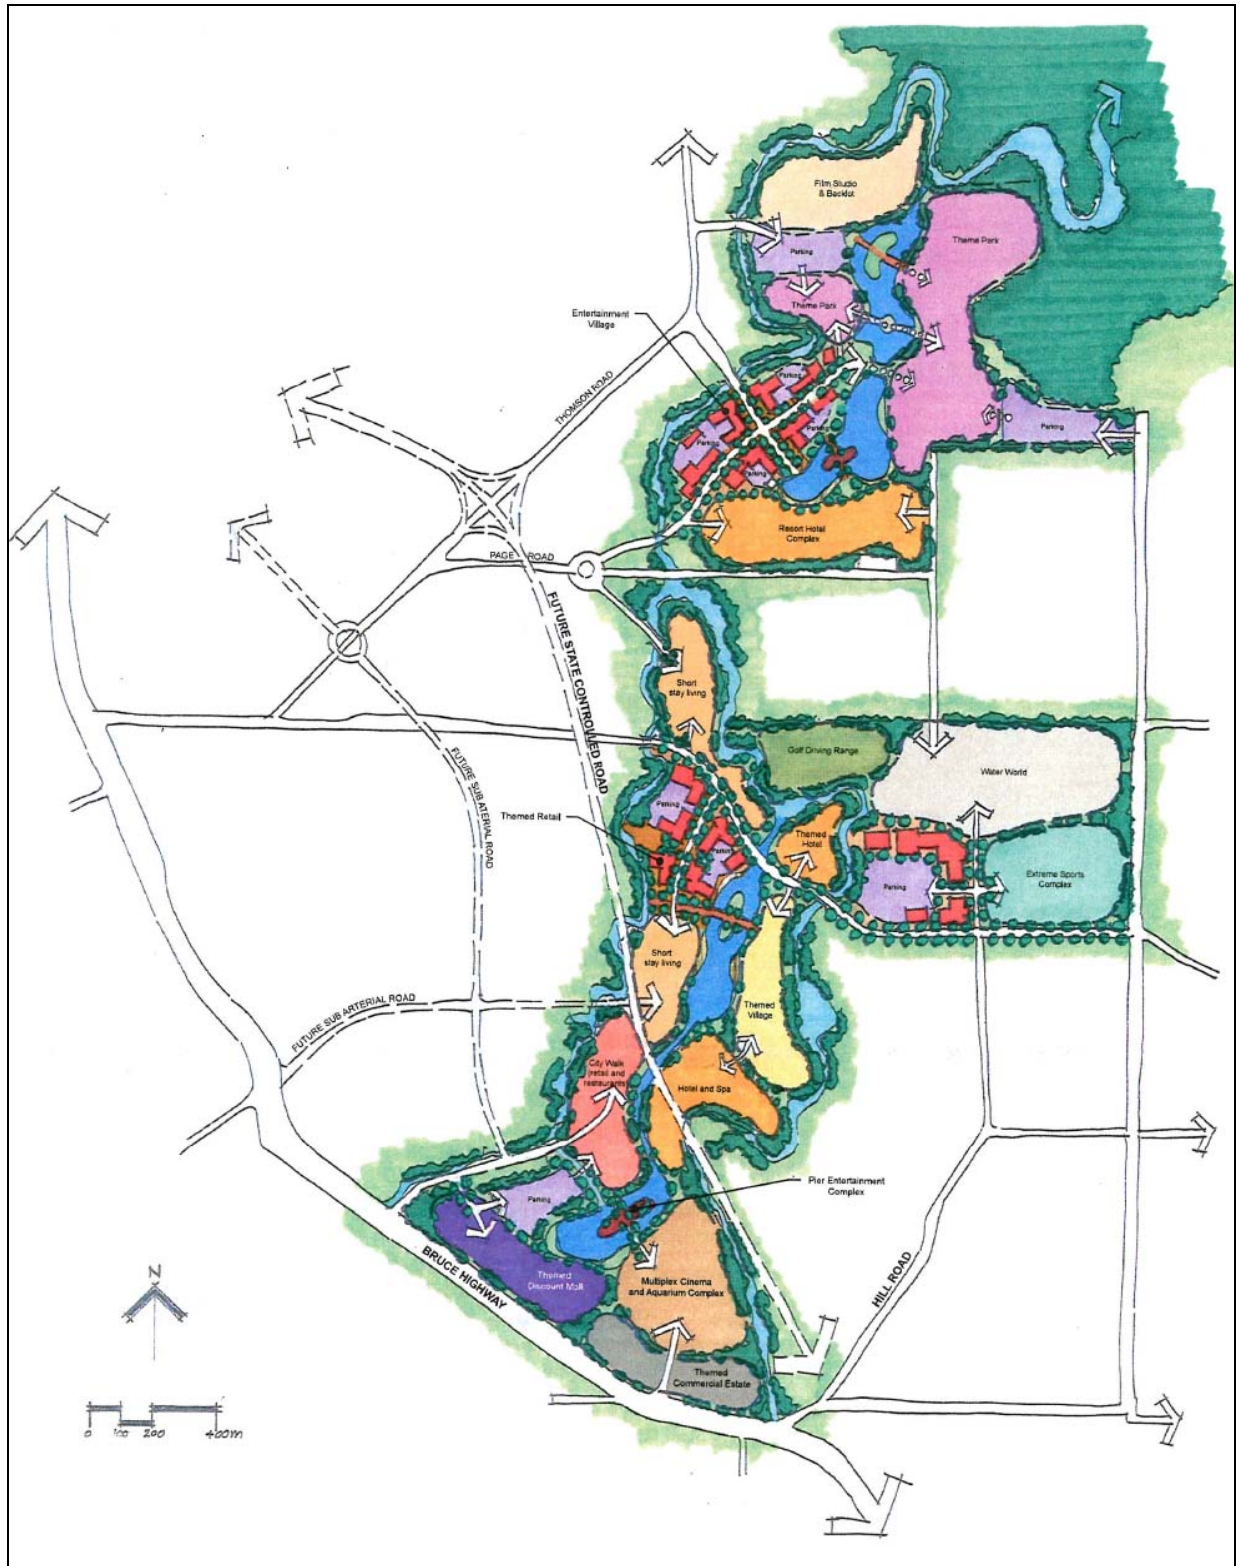 Film Studio
& Backlot
Theme Park
Parking
Theme Park
Entertainment
Village
Parking
THOMSON ROAD
Parking
Parking
Parking
Parking
Resort Hotel
Complex
PAGE ROAD
FUTURE STATE CONTROLLED ROAD
Short
stay living
Golf Driving Range
Water World
FUTURE SUB ATERIAL ROAD
Parking
Themed Retail
Themed
Hotel
Parking
Parking
Extreme Sports
Complex
Short
stay living
FUTURE SUB ARTERIAL ROAD
Themed
Village
City Walk
(retail and
restaurants)
Hotel and Spa
Pier Entertainment
Complex
Parking
BRUCE HIGHWAY
Themed
Discount Mall
Multiplex Cinema
and Aquarium Complex
HILL ROAD
N
Themed
Commercial Estate
0 100 200 400m